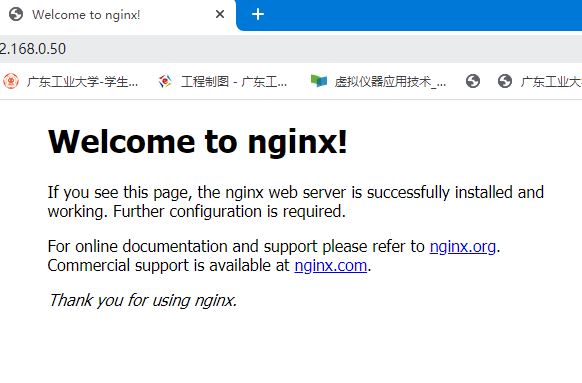 Welcome to nginx!
2.168.0.50
广东工业大学-学生...
工程制图 - 广东工...
虚拟仪器应用技术_...
广东工业大
Welcome to nginx!
If you see this page, the nginx web server is successfully installed and
working. Further configuration is required.
For online documentation and support please refer to nginx.org.
Commercial support is available at nginx.com.
Thank you for using nginx.